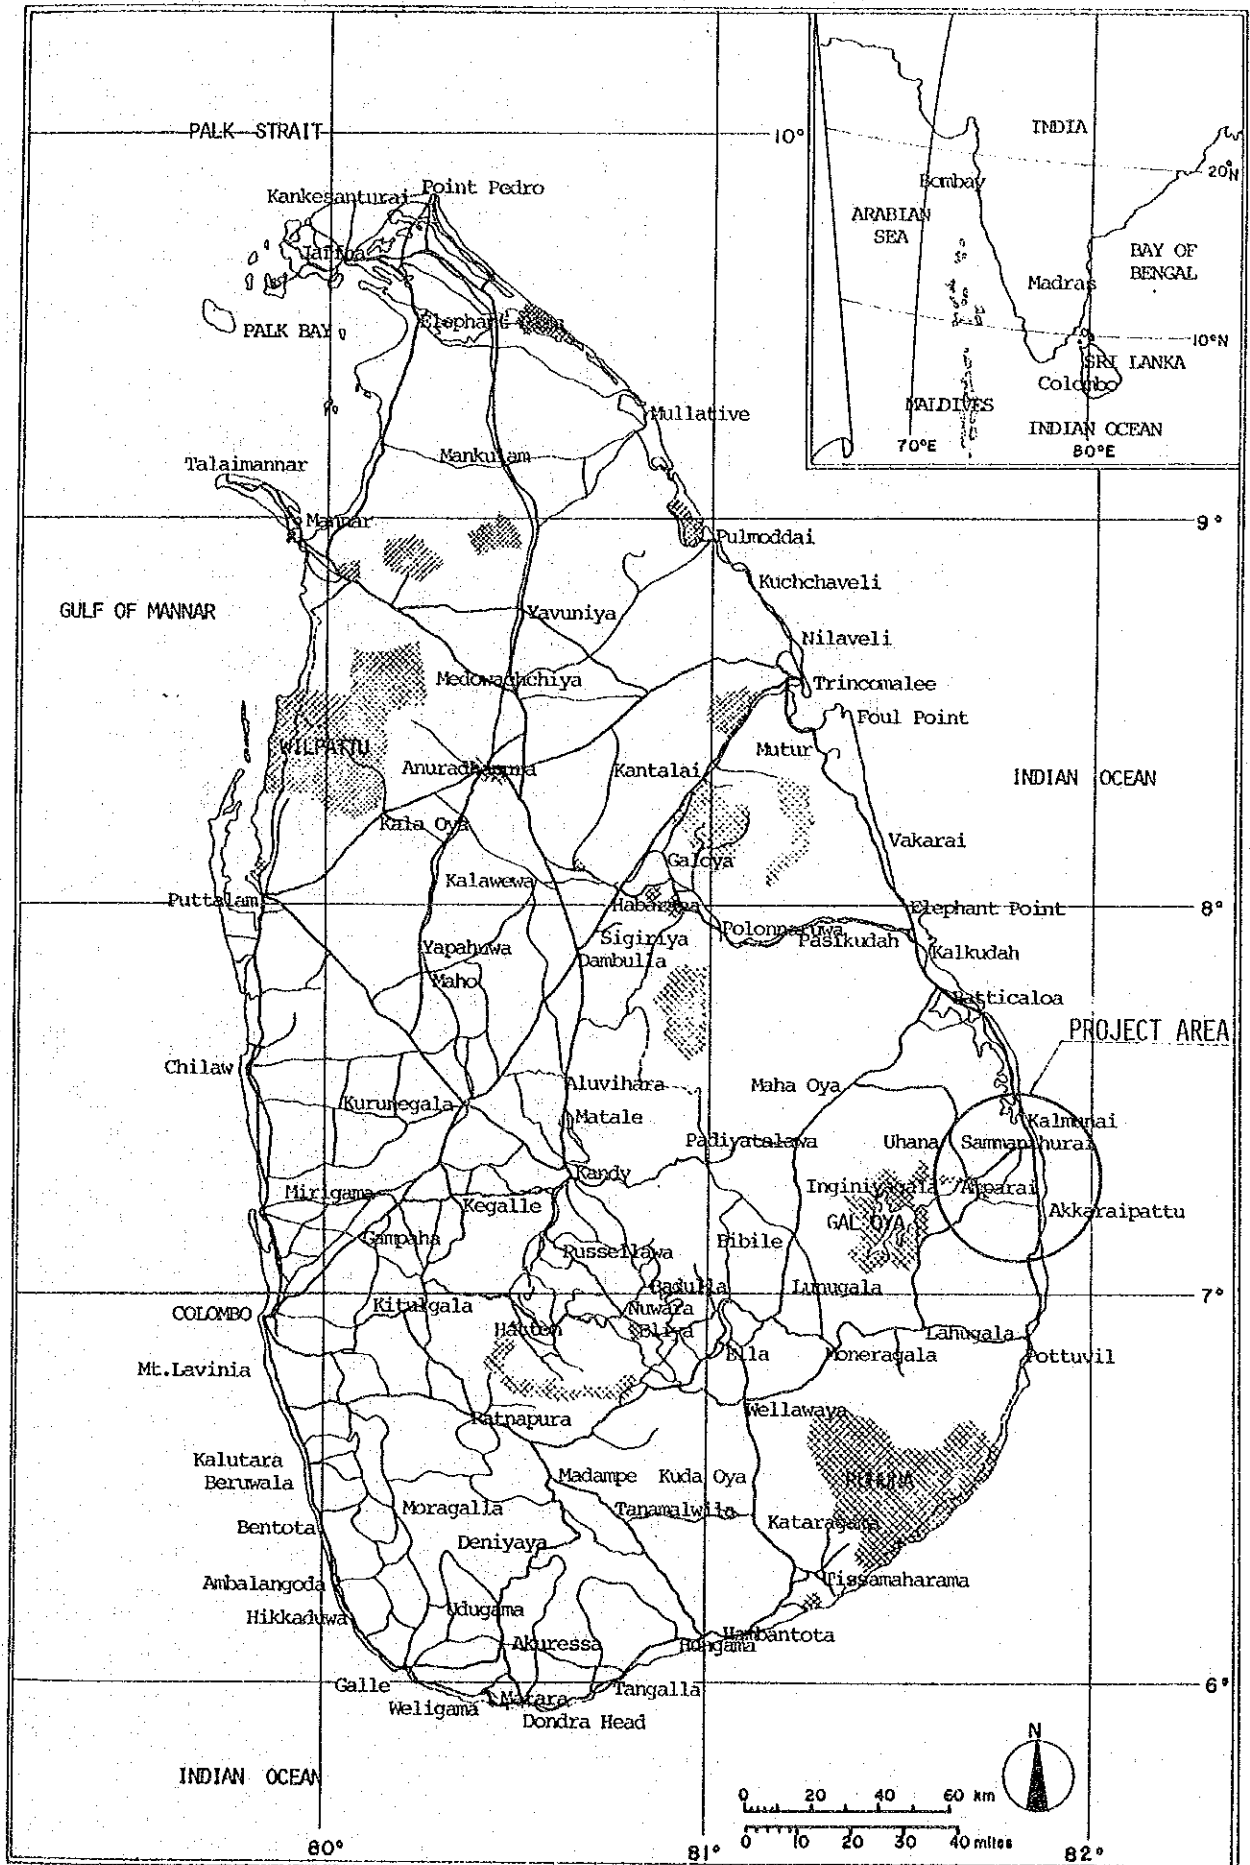 PALK STRAIT
10°
INDIA
20°N
Bombay
ARABIAN
SEA
BAY OF
BENGAL
Madras
10°N
SRI LANKA
Colombo
MALDIVES
INDIAN OCEAN
70°E
80°E
Kankesanturai
Point Pedro
Jaffna
PALK BAY
Elephant
Mullative
Mankulam
Talaimannar
Mannar
9°
Pulmoddai
Kuchchaveli
GULF OF MANNAR
Yavuniya
Nilaveli
Medowachchiya
Trincomalee
Foul Point
WILPATTU
Mutur
Anuradhapura
Kantalai
INDIAN OCEAN
Kala Oya
Vakarai
Galoya
Kalawewa
Puttalam
Habarana
Elephant Point
8°
Polonnaruwa
Sigiriya
Pasikudah
Yapahuwa
Dambulla
Kalkudah
Maho
Batticaloa
PROJECT AREA
Chilaw
Aluvihara
Maha Oya
Kurunegala
Matale
Kalmunai
Padiyatalawa
Uhana
Sammanthurai
Kandy
Mirigama
Inginiyagala
Amparai
Kegalle
GAL OYA
Akkaraipattu
Gampaha
Bibile
Russellawa
Badulla
Lunugala
7°
COLOMBO
Kitulgala
Nuwara
Eliya
Hatton
Lahugala
Mt.Lavinia
Ella
Moneragala
Pottuvil
Wellawaya
Ratnapura
Kalutara
Beruwala
Madampe
Kuda Oya
RUHUNA
Moragalla
Tanamalwila
Bentota
Kataragama
Deniyaya
Ambalangoda
Tissamaharama
Hikkaduwa
Udugama
Akuressa
Hambantota
Hungama
Galle
Weligama
Matara
Tangalla
6°
Dondra Head
N
INDIAN OCEAN
0 20 40 60 km
0 10 20 30 40 miles
80°
81°
82°